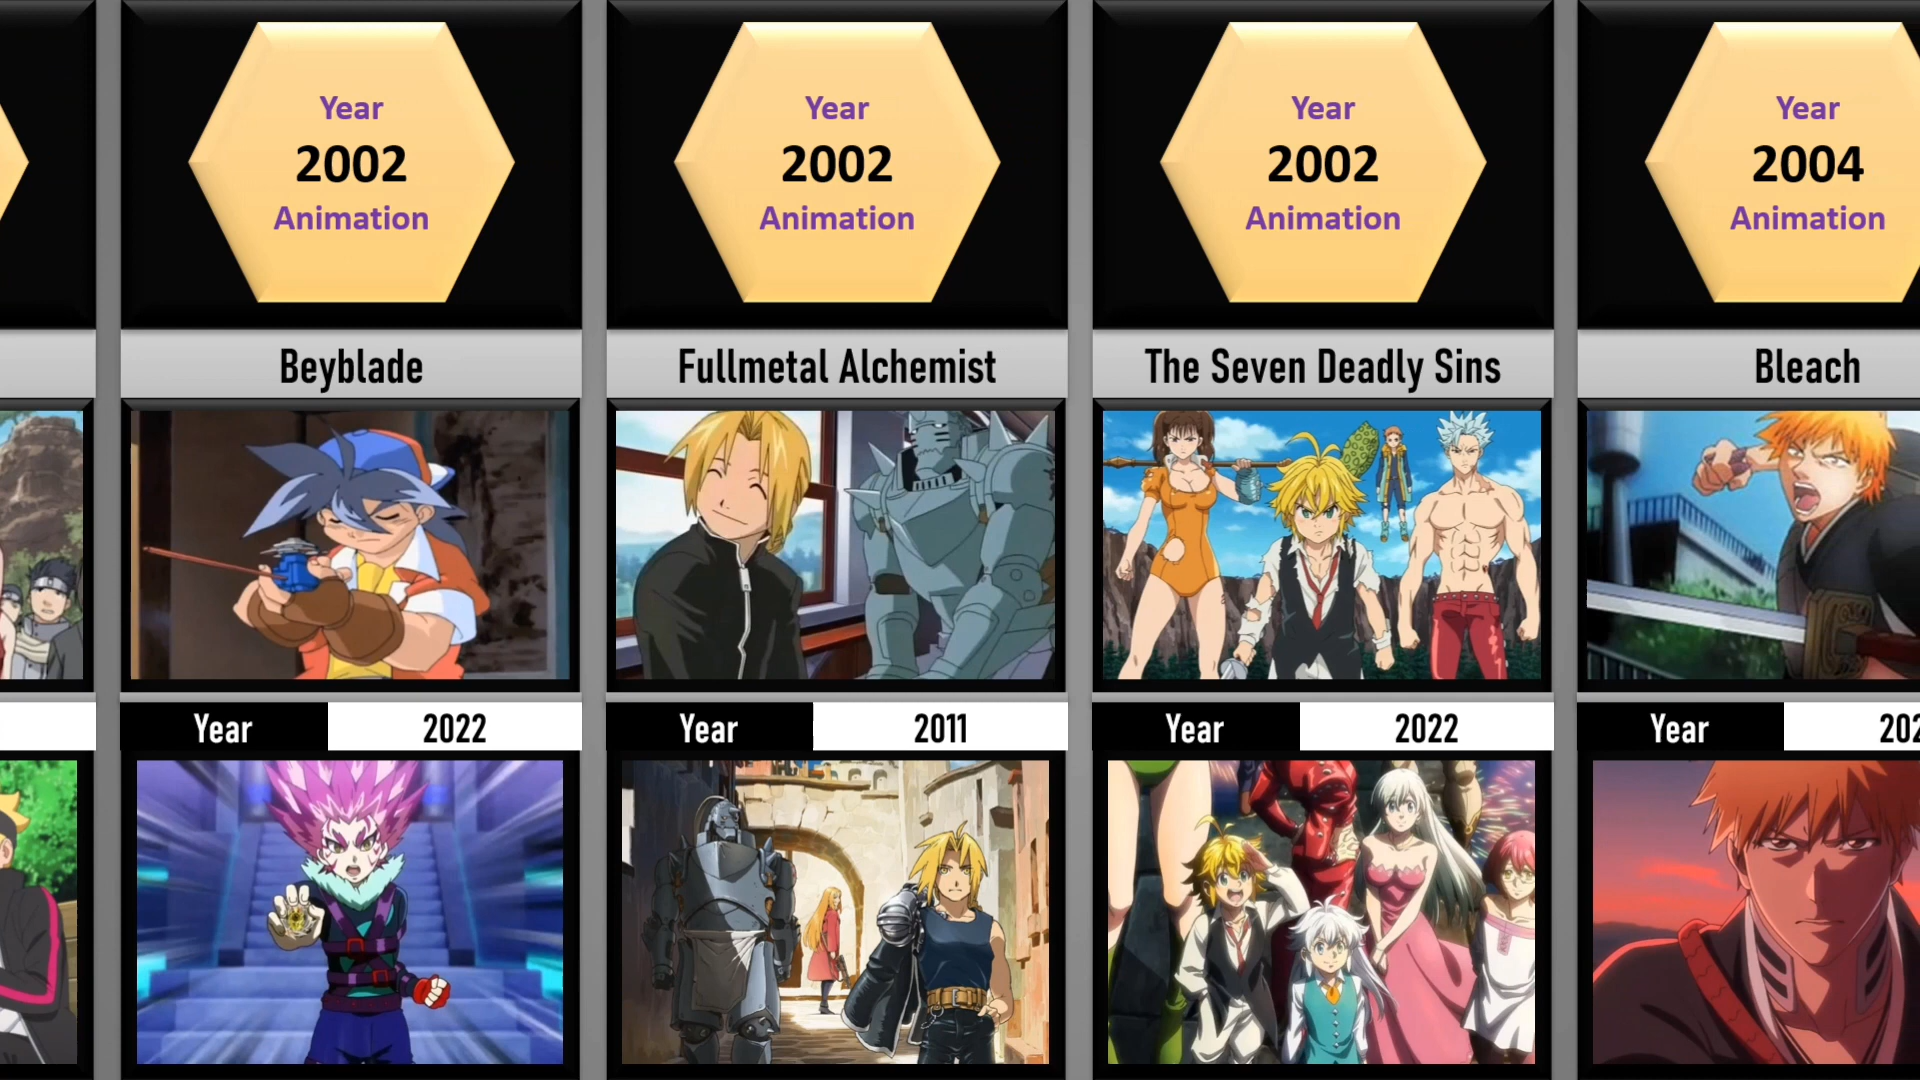 Year
2002
Animation
Beyblade
Year 2022
Year
2002
Animation
Fullmetal Alchemist
Year 2011
Year
2002
Animation
The Seven Deadly Sins
Year 2022
Year
2004
Animation
Bleach
Year